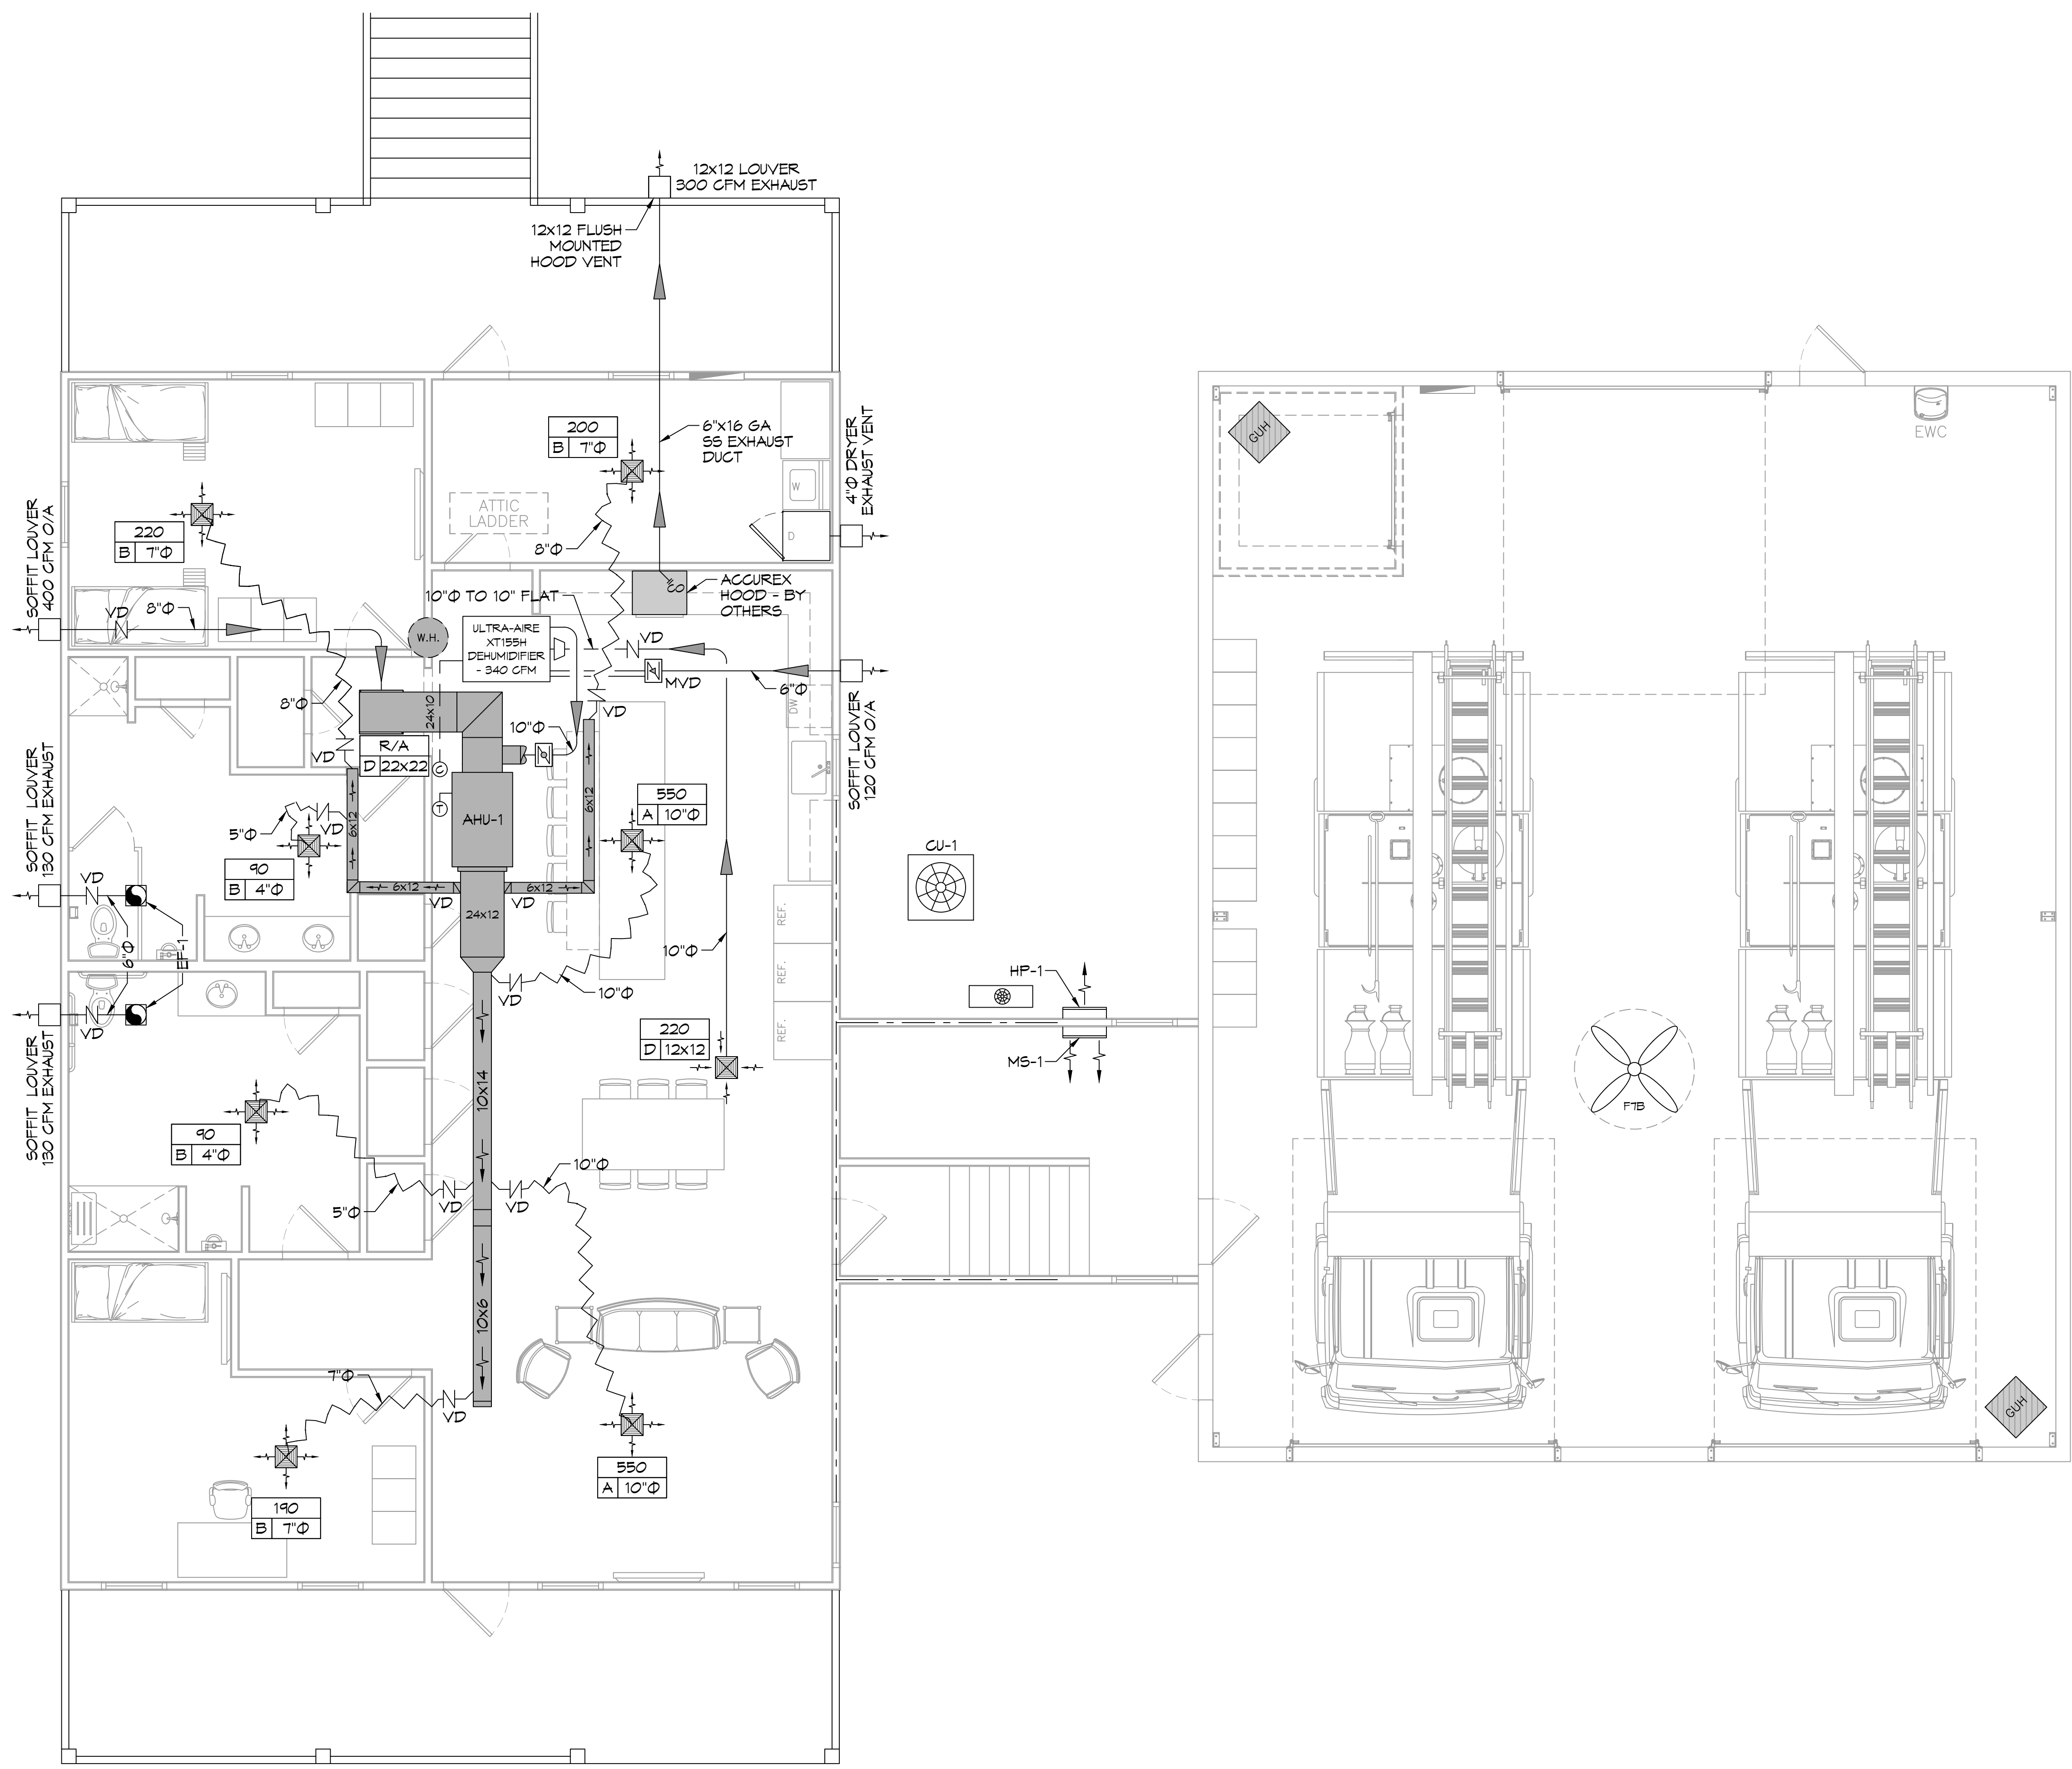 12x12 LOUVER
300 CFM EXHAUST
12x12 FLUSH
MOUNTED
HOOD VENT
200
B 7"Φ
6"x16 GA
SS EXHAUST
DUCT
4"Φ DRYER
EXHAUST VENT
W
D
ATTIC
LADDER
8"Φ
220
B 7"Φ
SOFFIT LOUVER
400 CFM O/A
VD
8"Φ
10"Φ TO 10" FLAT
ACCUREX
HOOD - BY
OTHERS
W.H.
ULTRA-AIRE
XT155H
DEHUMIDIFIER
- 340 CFM
VD
MVD
6"Φ
DW
SOFFIT LOUVER
120 CFM O/A
8"Φ
VD
24x10
10"Φ
VD
R/A
D 22x22
C
T
AHU-1
6x12
6x12
550
A 10"Φ
5"Φ
VD
90
B 4"Φ
SOFFIT LOUVER
130 CFM EXHAUST
VD
6x12
6x12
VD
VD
24x12
6"Φ
EF-1
VD
VD
10"Φ
10"Φ
REF.
REF.
REF.
SOFFIT LOUVER
130 CFM EXHAUST
220
D 12x12
10x14
90
B 4"Φ
5"Φ
VD
VD
10"Φ
10x6
7"Φ
VD
190
B 7"Φ
550
A 10"Φ
CU-1
HP-1
MS-1
GUH
EWC
F7B
GUH